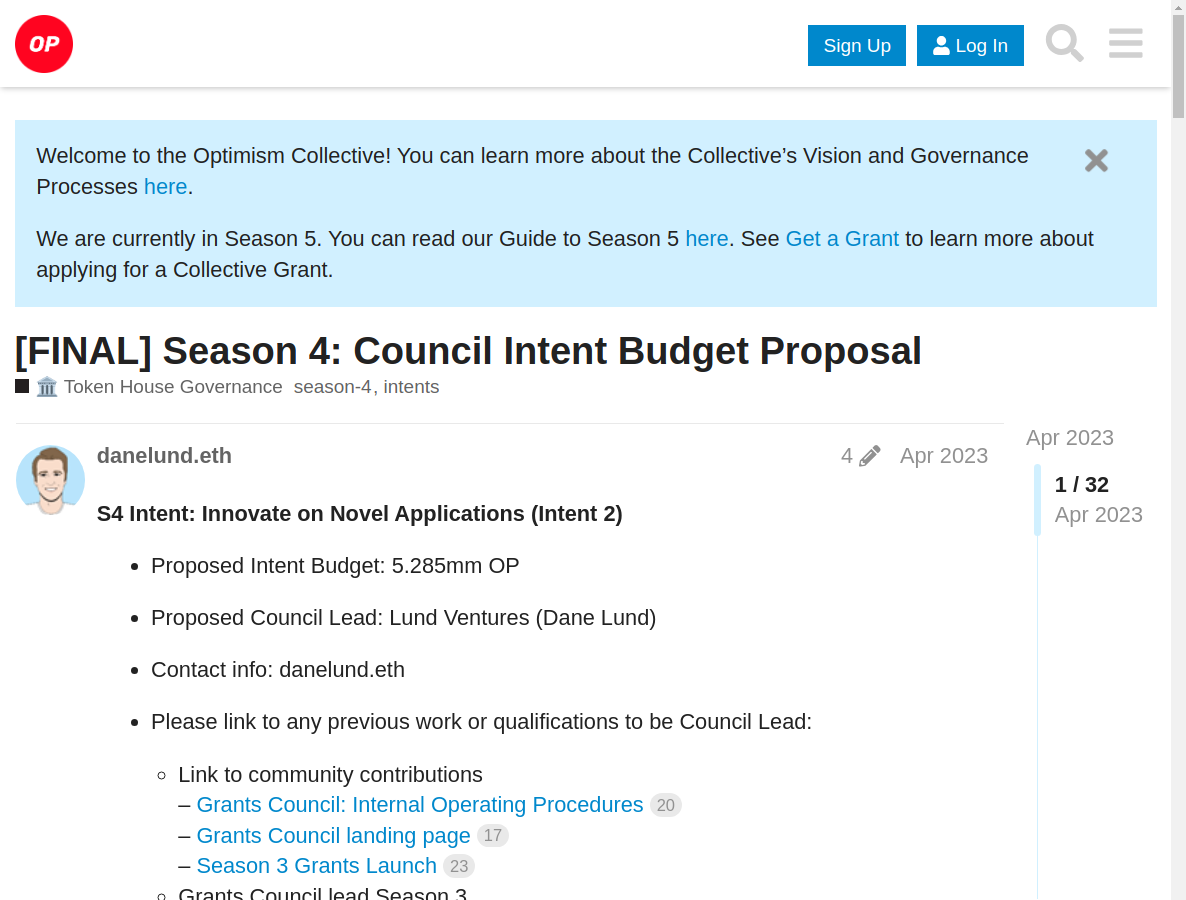 OP
Sign Up
Log In
Welcome to the Optimism Collective! You can learn more about the Collective’s Vision and Governance
Processes here.
We are currently in Season 5. You can read our Guide to Season 5 here. See Get a Grant to learn more about
applying for a Collective Grant.
[FINAL] Season 4: Council Intent Budget Proposal
Token House Governance season-4, intents
danelund.eth
4
Apr 2023
Apr 2023
1 / 32
Apr 2023
S4 Intent: Innovate on Novel Applications (Intent 2)
Proposed Intent Budget: 5.285mm OP
Proposed Council Lead: Lund Ventures (Dane Lund)
Contact info: danelund.eth
Please link to any previous work or qualifications to be Council Lead:
Link to community contributions
– Grants Council: Internal Operating Procedures 20
– Grants Council landing page 17
– Season 3 Grants Launch 23
Grants Council lead Season 3